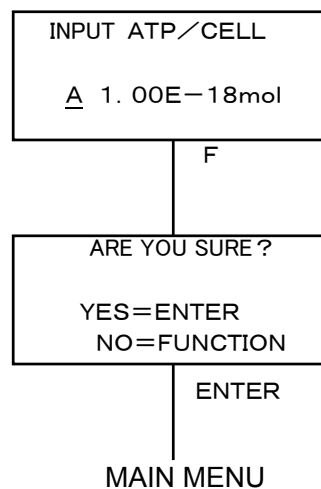 INPUT ATP／CELL
A 1. 00E－18mol
F
ARE YOU SURE？
YES＝ENTER
NO＝FUNCTION
ENTER
MAIN MENU